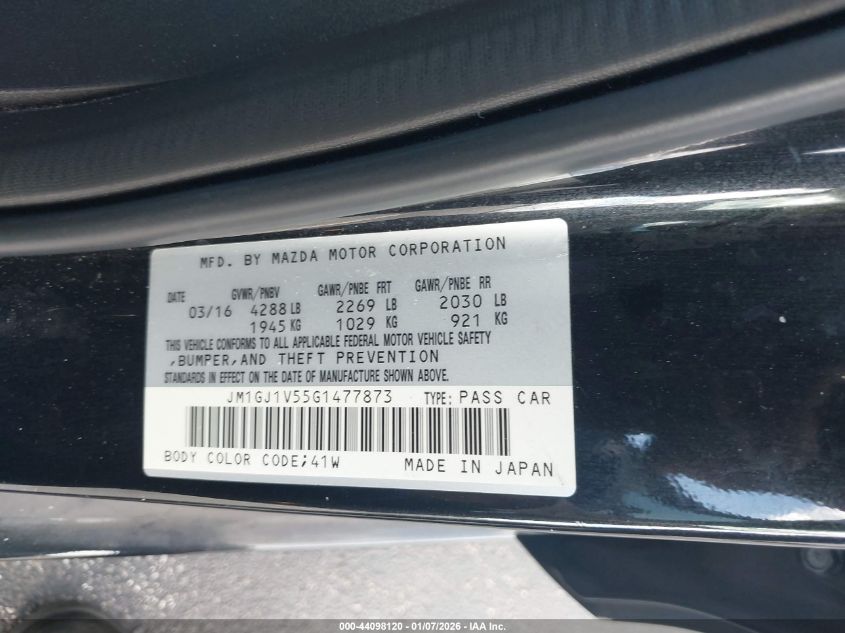 MFD. BY MAZDA MOTOR CORPORATION
DATE GVWR/PNBV GAWR/PNBE FRT GAWR/PNBE RR
03/16 4288 LB 2269 LB 2030 LB
1945 KG 1029 KG 921 KG
THIS VEHICLE CONFORMS TO ALL APPLICABLE FEDERAL MOTOR VEHICLE SAFETY
,BUMPER,AND THEFT PREVENTION
STANDARDS IN EFFECT ON THE DATE OF MANUFACTURE SHOWN ABOVE.
JM1GJ1V55G1477873 TYPE: PASS CAR
BODY COLOR CODE;41W MADE IN JAPAN
000-44098120 - 01/07/2026 - IAA Inc.